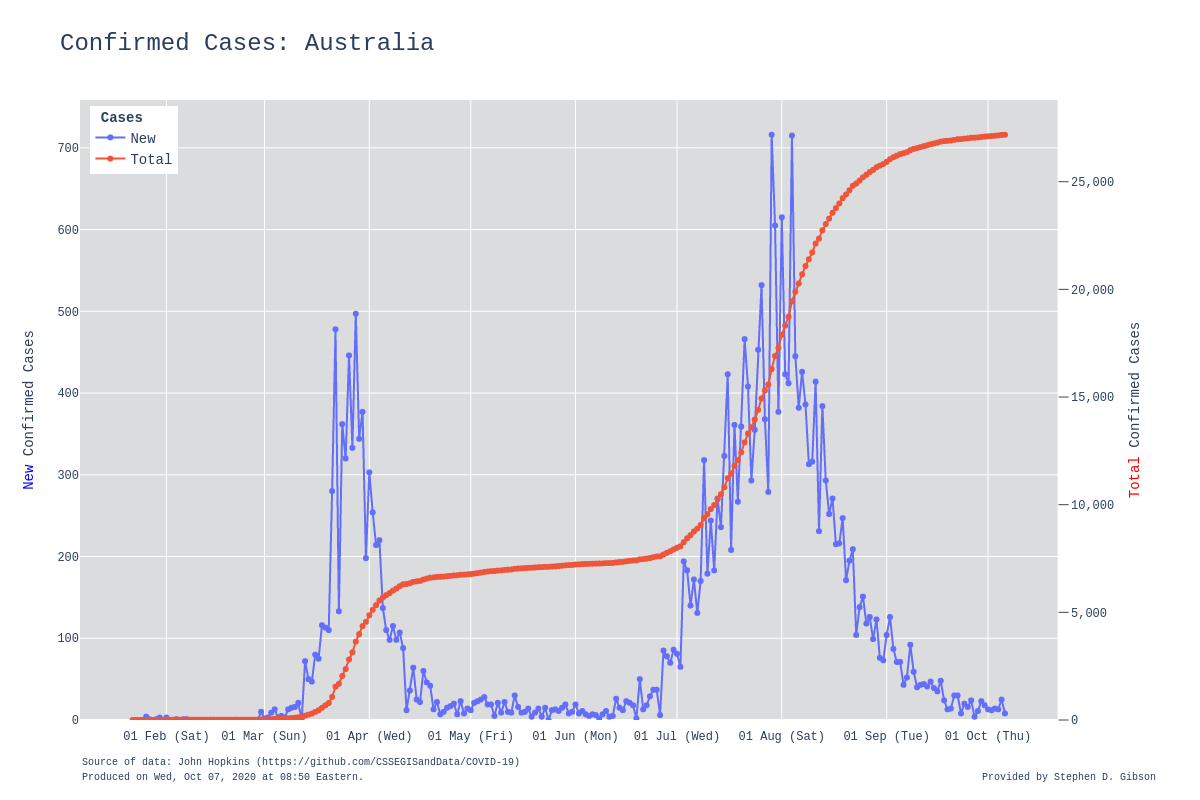 Confirmed Cases: Australia
Cases
New
Total
700
600
500
400
300
200
100
0
New Confirmed Cases
25,000
20,000
15,000
10,000
5,000
0
Total Confirmed Cases
01 Feb (Sat) 01 Mar (Sun) 01 Apr (Wed) 01 May (Fri) 01 Jun (Mon) 01 Jul (Wed) 01 Aug (Sat) 01 Sep (Tue) 01 Oct (Thu)
Source of data: John Hopkins (https://github.com/CSSEGISandData/COVID-19)
Produced on Wed, Oct 07, 2020 at 08:50 Eastern.
Provided by Stephen D. Gibson